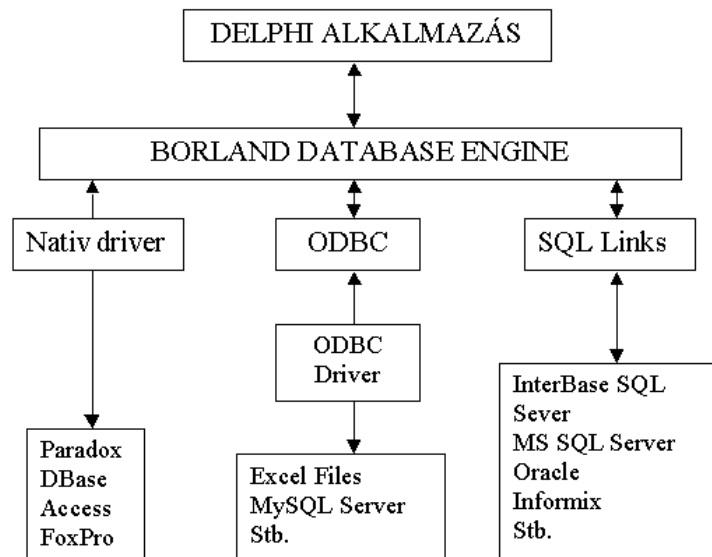 DELPHI ALKALMAZÁS
BORLAND DATABASE ENGINE
Nativ driver
ODBC
SQL Links
ODBC
Driver
Paradox
DBase
Access
FoxPro
Excel Files
MySQL Server
Stb.
InterBase SQL
Sever
MS SQL Server
Oracle
Informix
Stb.